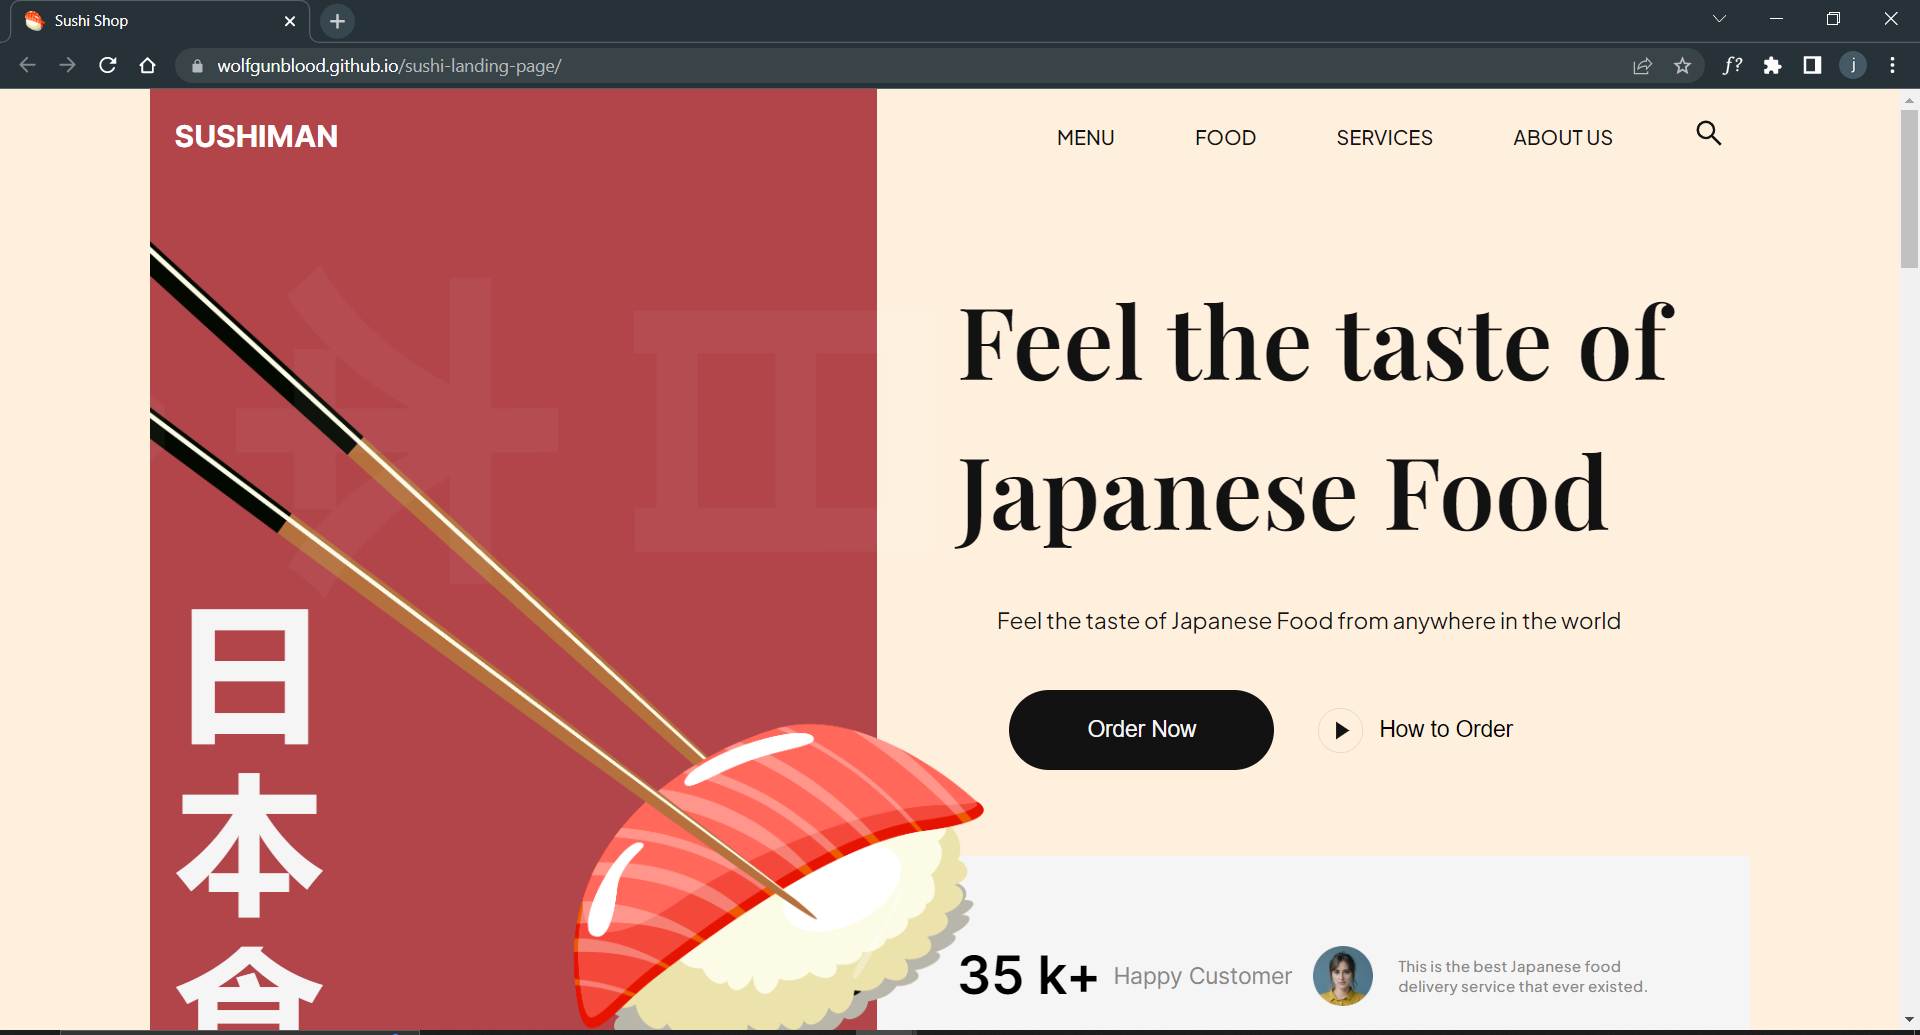 Sushi Shop
wolfgunblood.github.io/sushi-landing-page/
j
SUSHIMAN
MENU
FOOD
SERVICES
ABOUT US
日本
日
本
食
Feel the taste of
Japanese Food
Feel the taste of Japanese Food from anywhere in the world
Order Now
How to Order
35 k+
Happy Customer
This is the best Japanese food
delivery service that ever existed.